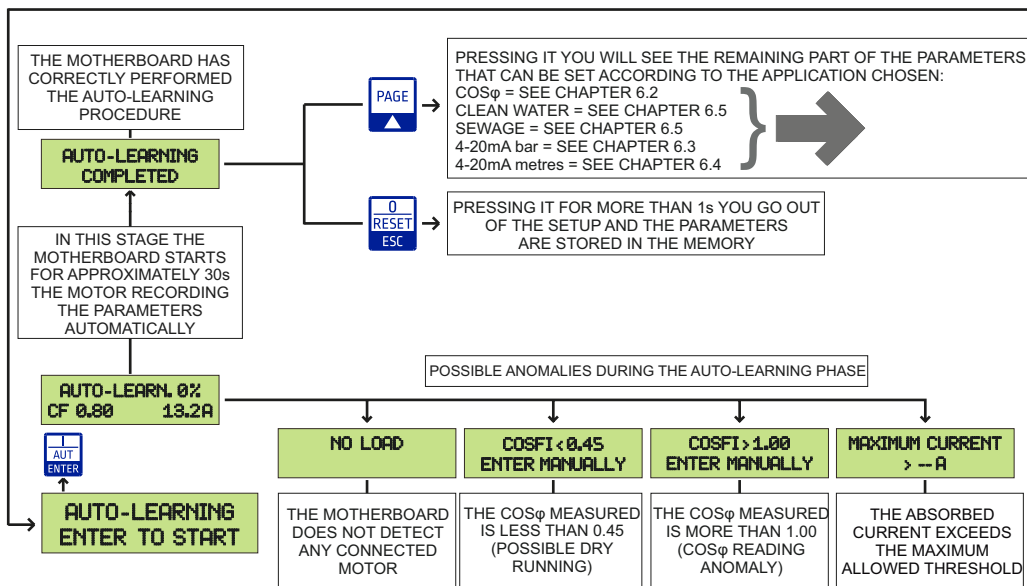 THE MOTHERBOARD HAS
CORRECTLY PERFORMED
THE AUTO-LEARNING
PROCEDURE
AUTO-LEARNING
COMPLETED
PAGE
PRESSING IT YOU WILL SEE THE REMAINING PART OF THE PARAMETERS
THAT CAN BE SET ACCORDING TO THE APPLICATION CHOSEN:
COSφ = SEE CHAPTER 6.2
CLEAN WATER = SEE CHAPTER 6.5
SEWAGE = SEE CHAPTER 6.5
4-20mA bar = SEE CHAPTER 6.3
4-20mA metres = SEE CHAPTER 6.4
0
RESET
ESC
PRESSING IT FOR MORE THAN 1s YOU GO OUT
OF THE SETUP AND THE PARAMETERS
ARE STORED IN THE MEMORY
IN THIS STAGE THE
MOTHERBOARD STARTS
FOR APPROXIMATELY 30s
THE MOTOR RECORDING
THE PARAMETERS
AUTOMATICALLY
AUTO-LEARN. 0%
CF 0.80 13.2A
I
AUT
ENTER
AUTO-LEARNING
ENTER TO START
POSSIBLE ANOMALIES DURING THE AUTO-LEARNING PHASE
NO LOAD
THE MOTHERBOARD
DOES NOT DETECT
ANY CONNECTED
MOTOR
COSFI<0.45
ENTER MANUALLY
THE COSφ MEASURED
IS LESS THAN 0.45
(POSSIBLE DRY
RUNNING)
COSFI>1.00
ENTER MANUALLY
THE COSφ MEASURED
IS MORE THAN 1.00
(COSφ READING
ANOMALY)
MAXIMUM CURRENT
> -- A
THE ABSORBED
CURRENT EXCEEDS
THE MAXIMUM
ALLOWED THRESHOLD